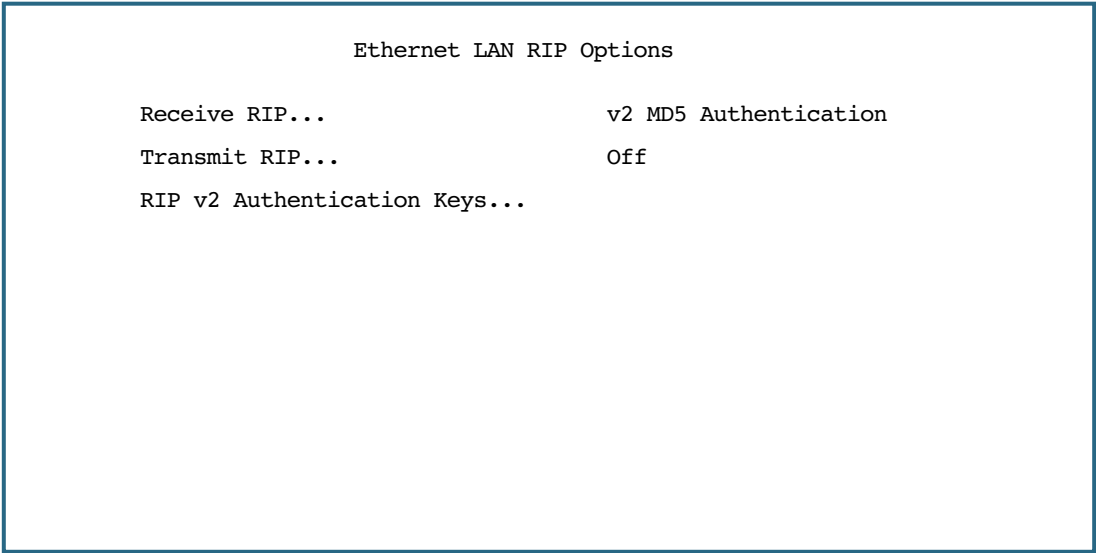 Ethernet LAN RIP Options
Receive RIP... v2 MD5 Authentication
Transmit RIP... Off
RIP v2 Authentication Keys...